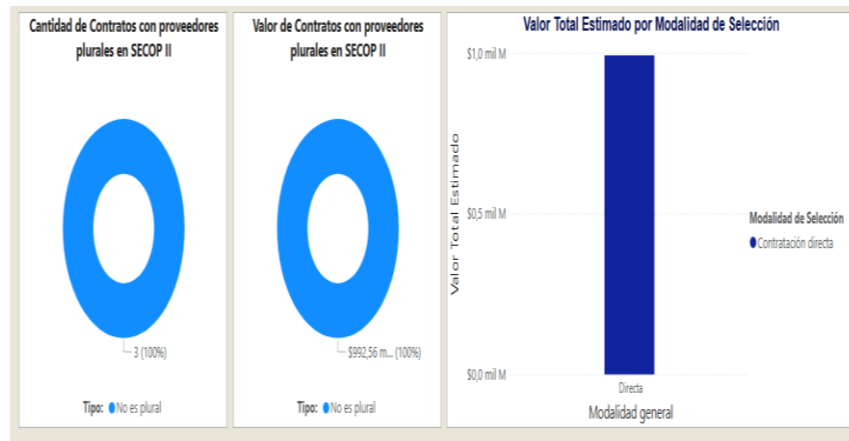 Cantidad de Contratos con proveedores
plurales en SECOP II
3 (100%)
Tipo: No es plural
Valor de Contratos con proveedores
plurales en SECOP II
$992,56 m... (100%)
Tipo: No es plural
Valor Total Estimado por Modalidad de Selección
Valor Total Estimado
$1,0 mil M
$0,5 mil M
$0,0 mil M
Directa
Modalidad general
Modalidad de Selección
Contratación directa